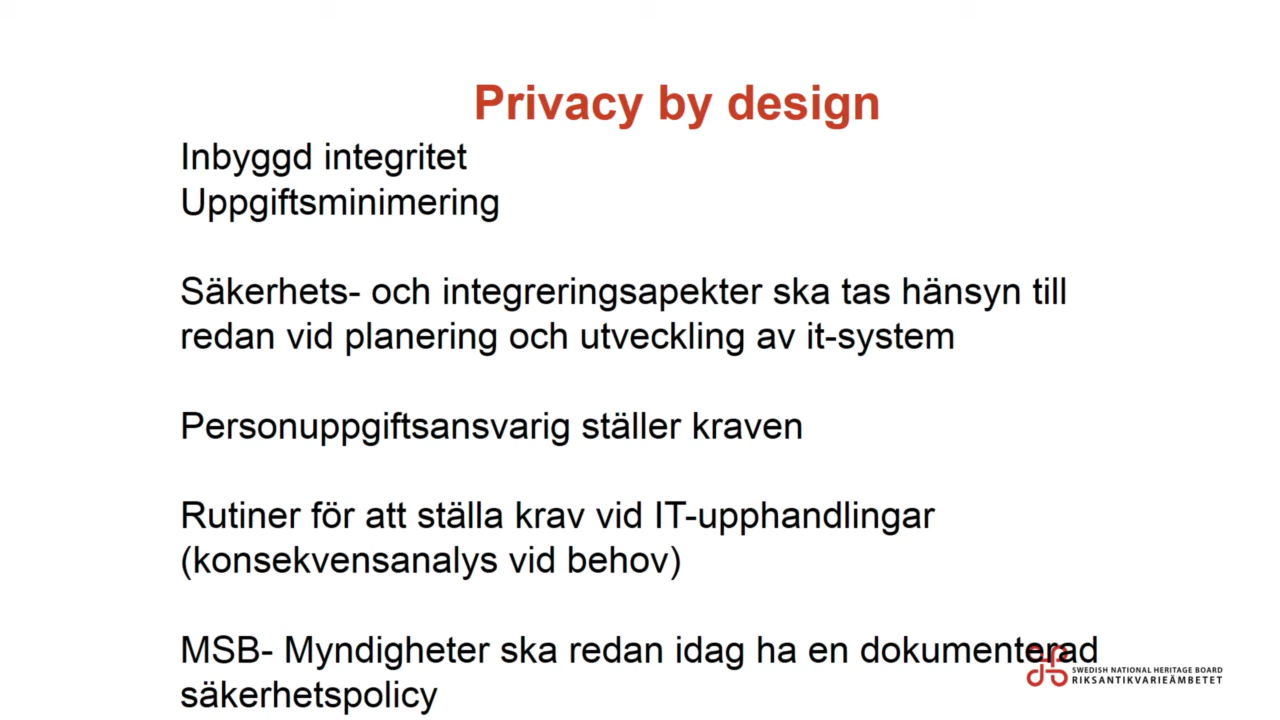 Privacy by design
Inbyggd integritet
Uppgiftsminimering
Säkerhets- och integreringsapekter ska tas hänsyn till
redan vid planering och utveckling av it-system
Personuppgiftsansvarig ställer kraven
Rutiner för att ställa krav vid IT-upphandlingar
(konsekvensanalys vid behov)
MSB- Myndigheter ska redan idag ha en dokumenterad
säkerhetspolicy
SWEDISH NATIONAL HERITAGE BOARD
RIKSANTIKVARIEÄMBETET